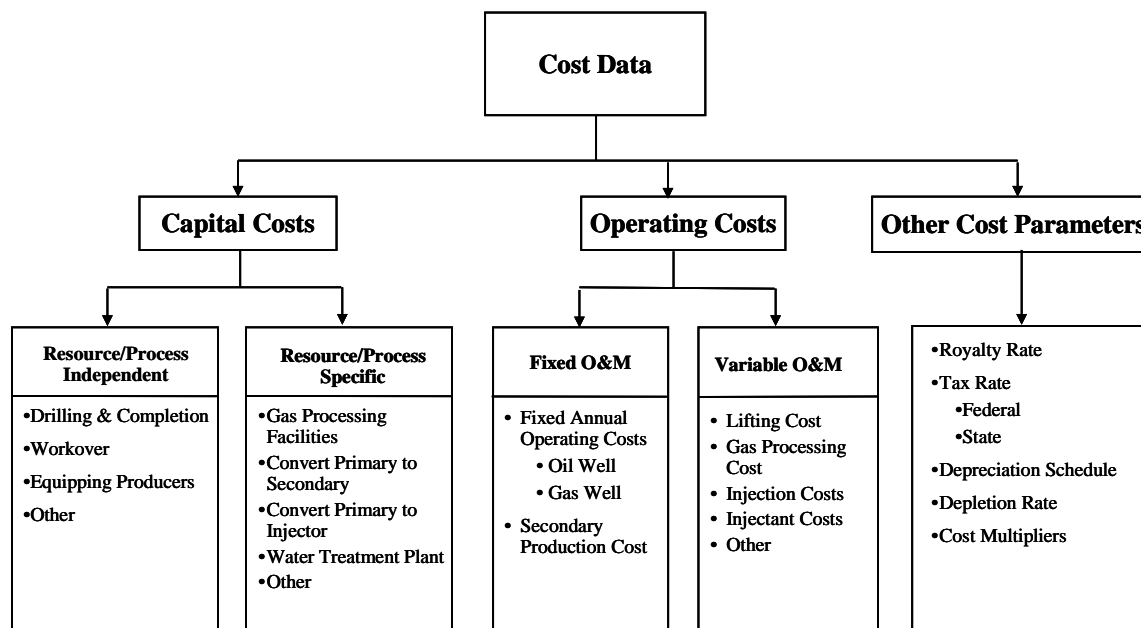 Cost Data
Capital Costs
Operating Costs
Other Cost Parameters
Resource/Process
Independent
•Drilling & Completion
•Workover
•Equipping Producers
•Other
Resource/Process
Specific
•Gas Processing
Facilities
•Convert Primary to
Secondary
•Convert Primary to
Injector
•Water Treatment Plant
•Other
Fixed O&M
• Fixed Annual
Operating Costs
• Oil Well
• Gas Well
• Secondary
Production Cost
Variable O&M
• Lifting Cost
• Gas Processing
Cost
• Injection Costs
• Injectant Costs
• Other
•Royalty Rate
•Tax Rate
•Federal
•State
•Depreciation Schedule
•Depletion Rate
•Cost Multipliers